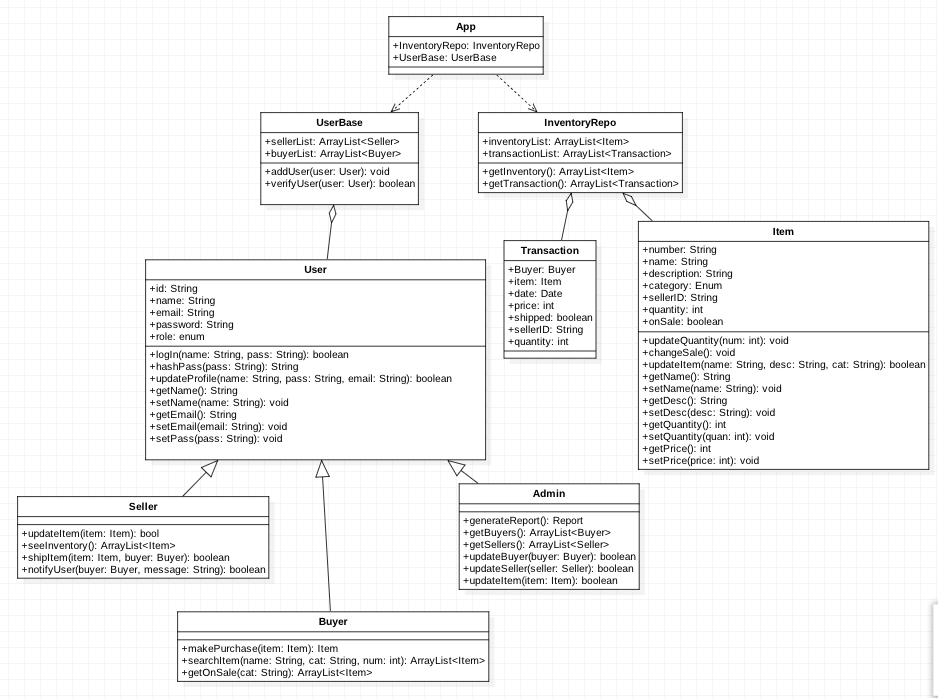 App
+InventoryRepo: InventoryRepo
+UserBase: UserBase
UserBase
+sellerList: ArrayList<Seller>
+buyerList: ArrayList<Buyer>
+addUser(user: User): void
+verifyUser(user: User): boolean
InventoryRepo
+inventoryList: ArrayList<Item>
+transactionList: ArrayList<Transaction>
+getInventory(): ArrayList<Item>
+getTransaction(): ArrayList<Transaction>
User
+id: String
+name: String
+email: String
+password: String
+role: enum
+logIn(name: String, pass: String): boolean
+hashPass(pass: String): String
+updateProfile(name: String, pass: String, email: String): boolean
+getName(): String
+setName(name: String): void
+getEmail(): String
+setEmail(email: String): void
+setPass(pass: String): void
Transaction
+Buyer: Buyer
+item: Item
+date: Date
+price: int
+shipped: boolean
+sellerID: String
+quantity: int
Item
+number: String
+name: String
+description: String
+category: Enum
+sellerID: String
+quantity: int
+onSale: boolean
+updateQuantity(num: int): void
+changeSale(): void
+updateItem(name: String, desc: String, cat: String): boolean
+getName(): String
+setName(name: String): void
+getDesc(): String
+setDesc(desc: String): void
+getQuantity(): int
+setQuantity(quan: int): void
+getPrice(): int
+setPrice(price: int): void
Seller
+updateItem(item: Item): bool
+seeInventory(): ArrayList<Item>
+shipItem(item: Item, buyer: Buyer): boolean
+notifyUser(buyer: Buyer, message: String): boolean
Admin
+generateReport(): Report
+getBuyers(): ArrayList<Buyer>
+getSellers(): ArrayList<Seller>
+updateBuyer(buyer: Buyer): boolean
+updateSeller(seller: Seller): boolean
+updateItem(item: Item): boolean
Buyer
+makePurchase(item: Item): Item
+searchItem(name: String, cat: String, num: int): ArrayList<Item>
+getOnSale(cat: String): ArrayList<Item>